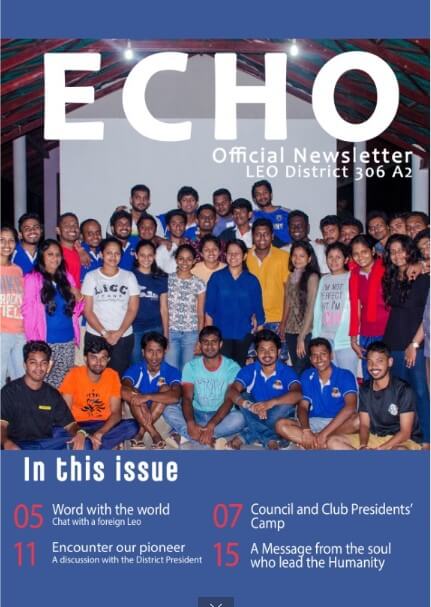 ECHO
Official Newsletter
LEO District 306 A2
In this issue
05 Word with the world
Chat with a foreign Leo
07 Council and Club Presidents'
Camp
11 Encounter our pioneer
A discussion with the District President
15 A Message from the soul
who lead the Humanity